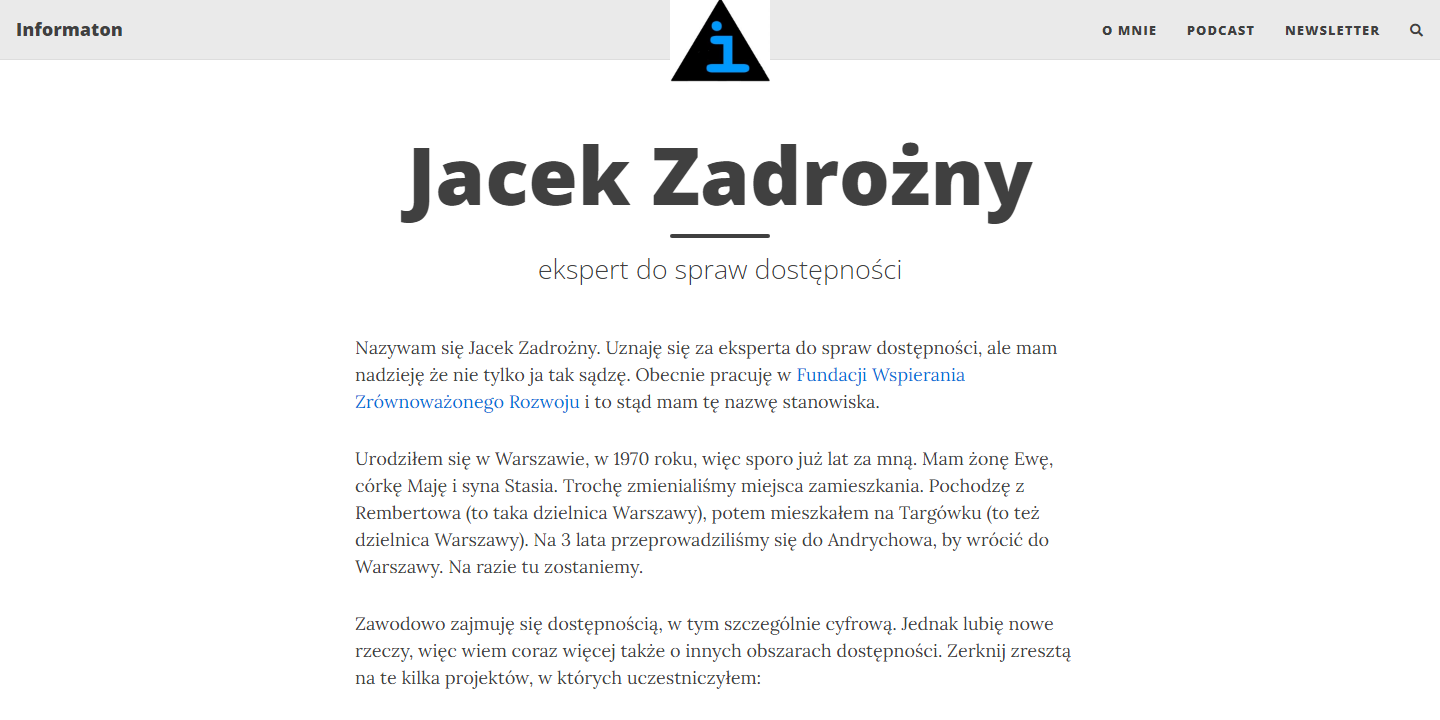 Informaton
i
O MNIE
PODCAST
NEWSLETTER
Jacek Zadrożny
ekspert do spraw dostępności
Nazywam się Jacek Zadrożny. Uznaję się za eksperta do spraw dostępności, ale mam
nadzieję że nie tylko ja tak sądzę. Obecnie pracuję w Fundacji Wspierania
Zrównoważonego Rozwoju i to stąd mam tę nazwę stanowiska.
Urodziłem się w Warszawie, w 1970 roku, więc sporo już lat za mną. Mam żonę Ewę,
córkę Maję i syna Stasia. Trochę zmienialiśmy miejsca zamieszkania. Pochodzę z
Rembertowa (to taka dzielnica Warszawy), potem mieszkałem na Targówku (to też
dzielnica Warszawy). Na 3 lata przeprowadziliśmy się do Andrychowa, by wrócić do
Warszawy. Na razie tu zostaniemy.
Zawodowo zajmuję się dostępnością, w tym szczególnie cyfrową. Jednak lubię nowe
rzeczy, więc wiem coraz więcej także o innych obszarach dostępności. Zerknij zresztą
na te kilka projektów, w których uczestniczyłem: